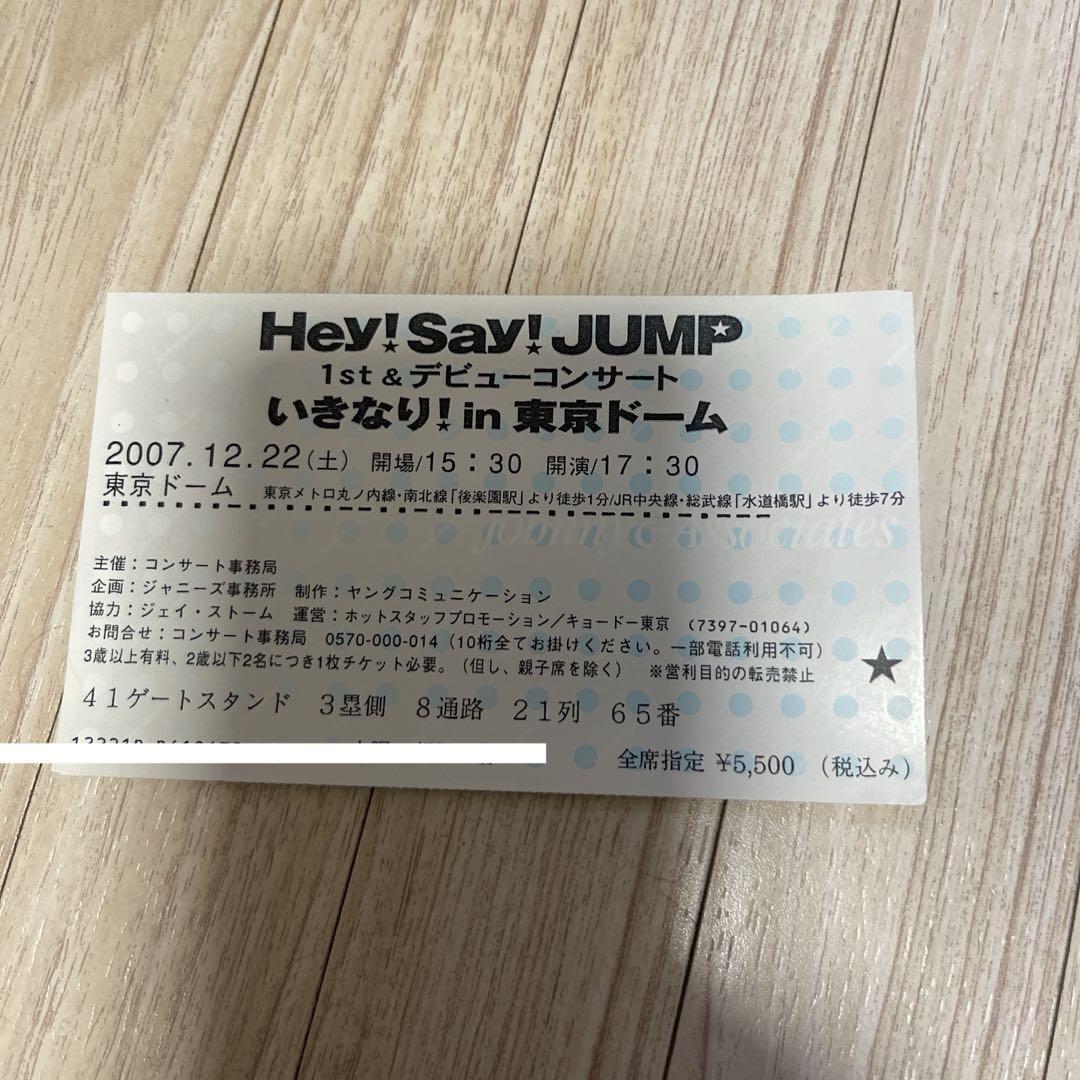 Hey!Say!JUMP
1st & デビューコンサート
いきなり! in 東京ドーム
2007.12.22(土) 開場/15:30 開演/17:30
東京ドーム 東京メトロ丸ノ内線・南北線「後楽園駅」より徒歩1分/JR中央線・総武線「水道橋駅」より徒歩7分
Johnny & Associates
主催：コンサート事務局
企画：ジャニーズ事務所 制作：ヤングコミュニケーション
協力：ジェイ・ストーム 運営：ホットスタッフプロモーション／キョードー東京 (7397-01064)
お問合せ：コンサート事務局 0570-000-014 (10桁全てお掛けください。一部電話利用不可)
3歳以上有料、2歳以下2名につき1枚チケット必要。(但し、親子席を除く) ※営利目的の転売禁止
★
41ゲートスタンド 3塁側 8通路 21列 65番
全席指定 ¥5,500 (税込み)